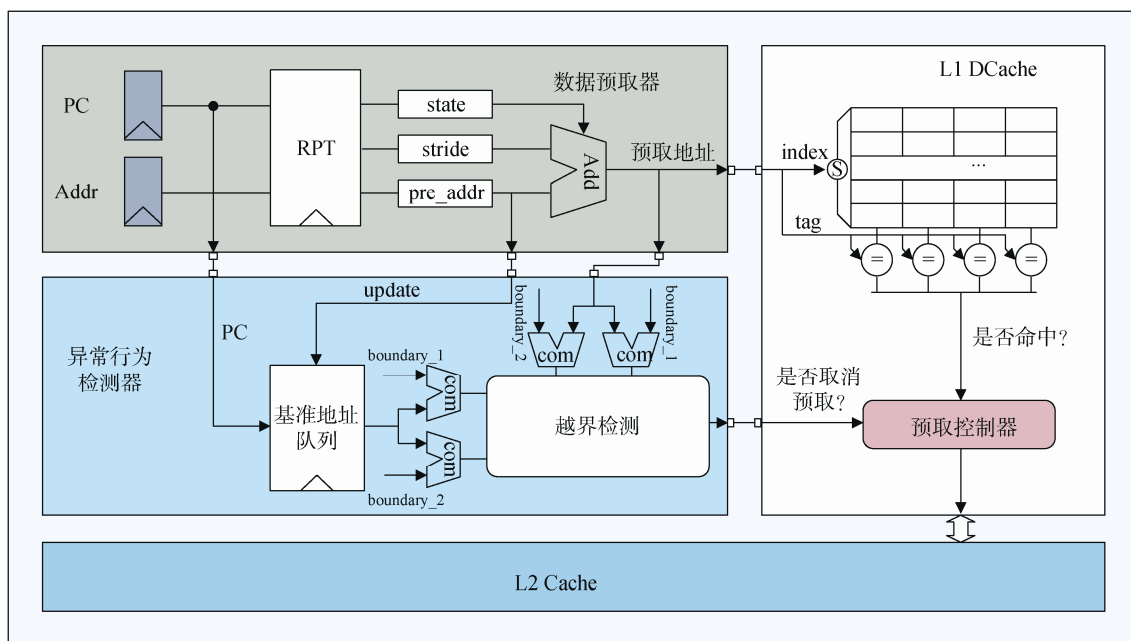 数据预取器
PC
Addr
RPT
state
stride
pre_addr
Add
预取地址
L1 DCache
index
S
...
tag
=
=
=
=
是否命中?
是否取消
预取?
预取控制器
异常行为
检测器
PC
update
基准地址
队列
boundary_1
com
com
boundary_2
boundary_2
com
com
boundary_1
越界检测
L2 Cache